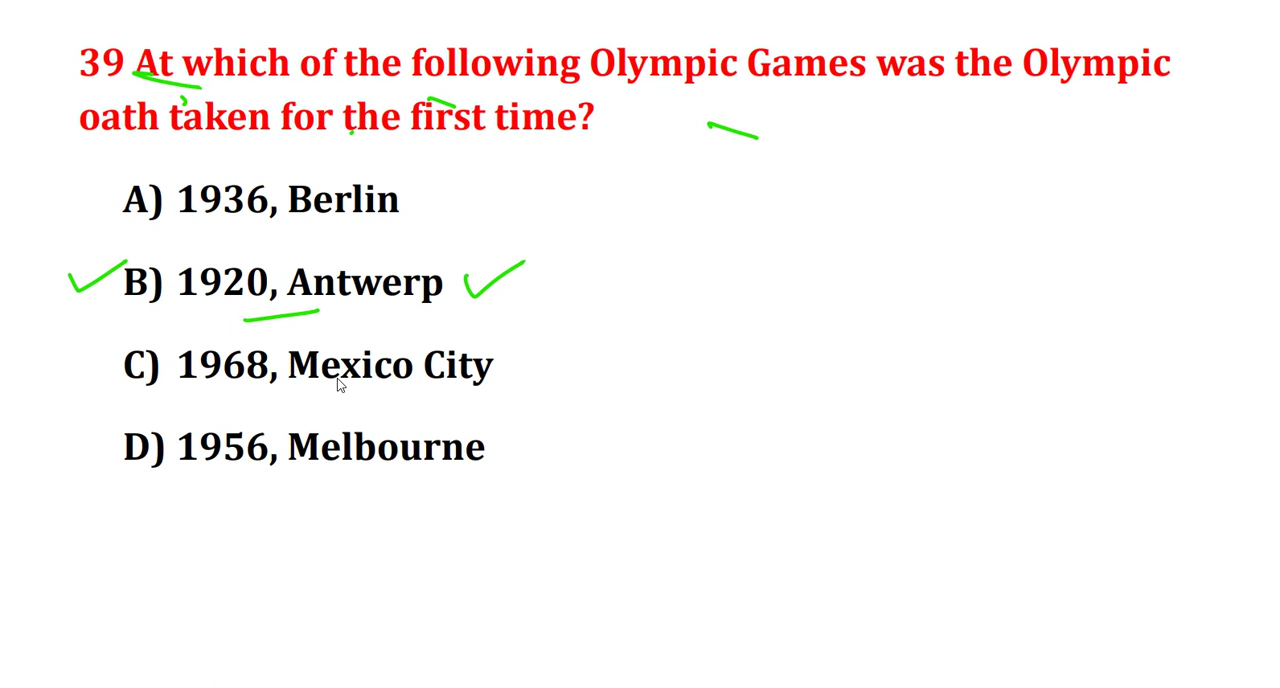 39 At which of the following Olympic Games was the Olympic
oath taken for the first time?
A) 1936, Berlin
B) 1920, Antwerp
C) 1968, Mexico City
D) 1956, Melbourne